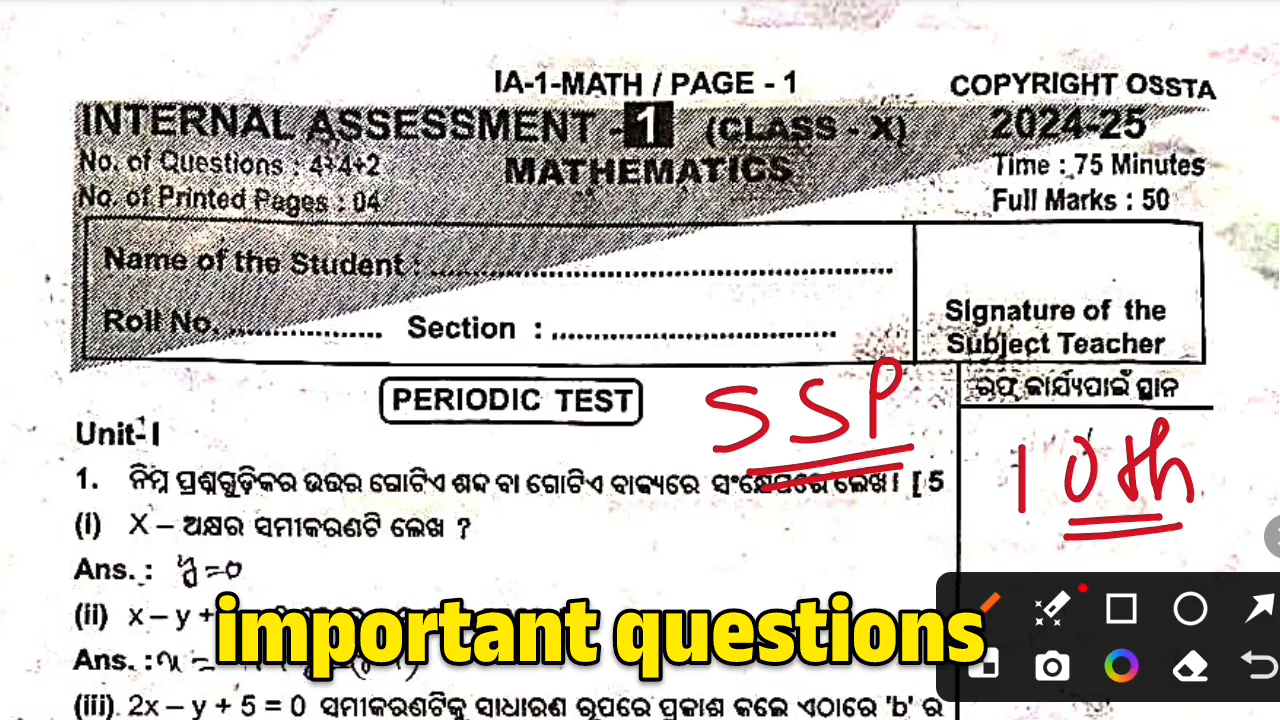 IA-1-MATH / PAGE - 1
COPYRIGHT OSSTA
INTERNAL ASSESSMENT - 1 (CLASS - X) 2024-25
No. of Questions : 4+4+2
MATHEMATICS
Time : 75 Minutes
No. of Printed Pages : 04
Full Marks : 50
Name of the Student :
Roll No. Section :
Signature of the
Subject Teacher
PERIODIC TEST
SSP
ରଫ୍ କାର୍ଯ୍ୟପାଇଁ ସ୍ଥାନ
10th
Unit-I
1. ନିମ୍ନ ପ୍ରଶ୍ନଗୁଡ଼ିକର ଉତ୍ତର ଗୋଟିଏ ଶବ୍ଦ ବା ଗୋଟିଏ ବାକ୍ୟରେ ସଂକ୍ଷେପରେ ଲେଖ। [5
(i) X – ଅକ୍ଷର ସମୀକରଣଟି ଲେଖ ?
Ans. : y = 0
(ii) x – y +
important questions
Ans. :
(iii) 2x – y + 5 = 0 ସମୀକରଣଟିକୁ ସାଧାରଣ ରୂପରେ ପ୍ରକାଶ କଲେ ଏଠାରେ 'b' ର